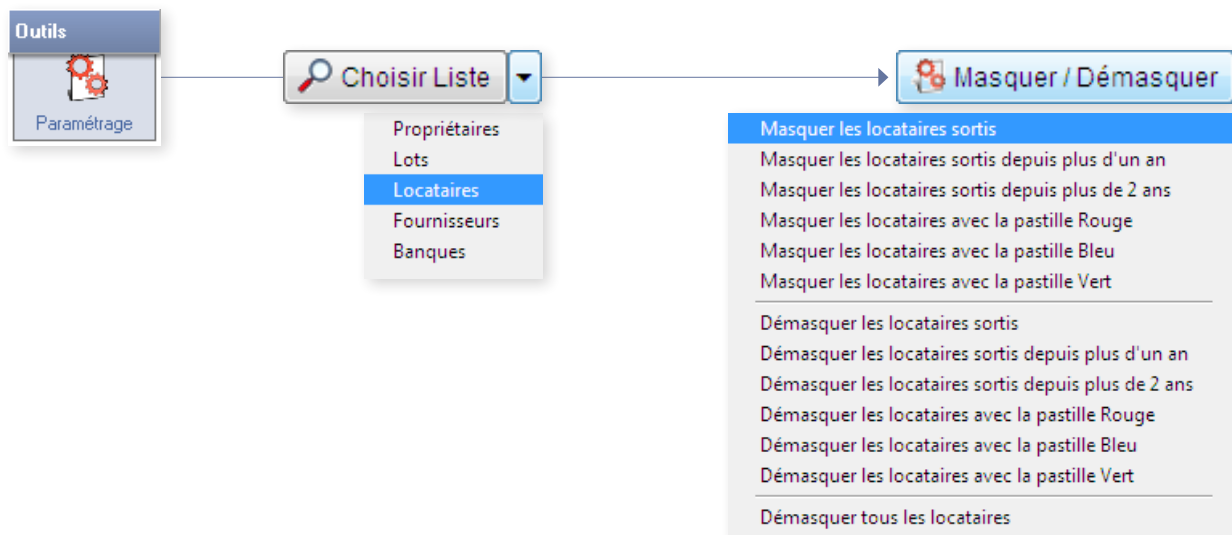 Outils
Paramétrage
Choisir Liste
Propriétaires
Lots
Locataires
Fournisseurs
Banques
Masquer / Démasquer
Masquer les locataires sortis
Masquer les locataires sortis depuis plus d'un an
Masquer les locataires sortis depuis plus de 2 ans
Masquer les locataires avec la pastille Rouge
Masquer les locataires avec la pastille Bleu
Masquer les locataires avec la pastille Vert
Démasquer les locataires sortis
Démasquer les locataires sortis depuis plus d'un an
Démasquer les locataires sortis depuis plus de 2 ans
Démasquer les locataires avec la pastille Rouge
Démasquer les locataires avec la pastille Bleu
Démasquer les locataires avec la pastille Vert
Démasquer tous les locataires